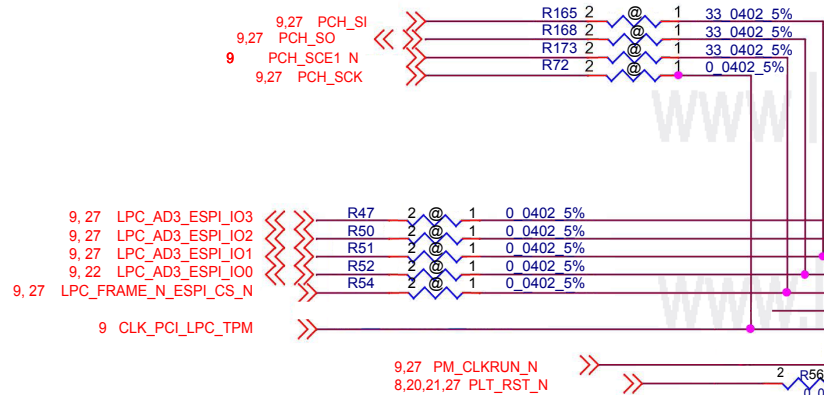 9,27 PCH_SI R165 2 @ 1 33_0402_5%
9,27 PCH_SO R168 2 @ 1 33_0402_5%
9 PCH_SCE1 N R173 2 @ 1 33_0402_5%
9,27 PCH_SCK R72 2 @ 1 0_0402_5%
www.
9, 27 LPC_AD3_ESPI_IO3 R47 2 @ 1 0_0402_5%
9, 27 LPC_AD3_ESPI_IO2 R50 2 @ 1 0_0402_5%
9, 27 LPC_AD3_ESPI_IO1 R51 2 @ 1 0_0402_5%
9, 22 LPC_AD3_ESPI_IO0 R52 2 @ 1 0_0402_5%
9, 27 LPC_FRAME_N_ESPI_CS_N R54 2 @ 1 0_0402_5%
www.
9 CLK_PCI_LPC_TPM
9,27 PM_CLKRUN_N
8,20,21,27 PLT_RST_N 2 R56